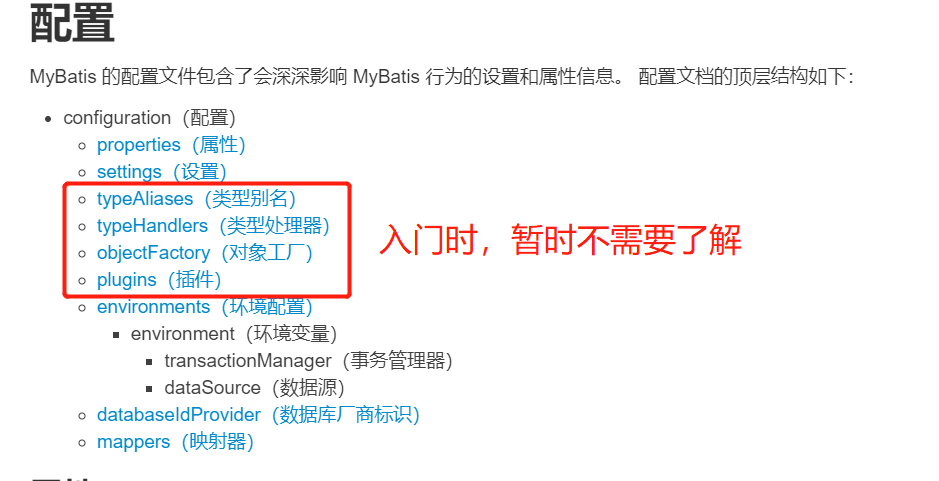 配置
MyBatis 的配置文件包含了会深深影响 MyBatis 行为的设置和属性信息。 配置文档的顶层结构如下：
configuration（配置）
properties（属性）
settings（设置）
typeAliases（类型别名）
typeHandlers（类型处理器）
objectFactory（对象工厂）
plugins（插件）
入门时，暂时不需要了解
environments（环境配置）
environment（环境变量）
transactionManager（事务管理器）
dataSource（数据源）
databaseIdProvider（数据库厂商标识）
mappers（映射器）